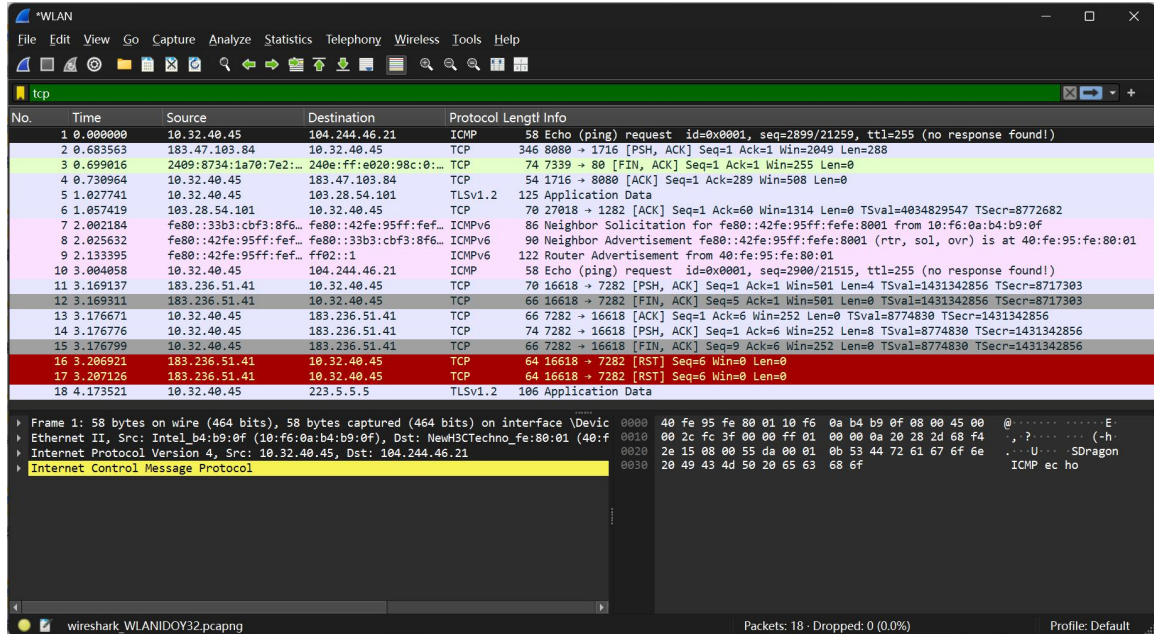 *WLAN
File Edit View Go Capture Analyze Statistics Telephony Wireless Tools Help
tcp
No. Time Source Destination Protocol Lengtl Info
1 0.000000 10.32.40.45 104.244.46.21 ICMP 58 Echo (ping) request id=0x0001, seq=2899/21259, ttl=255 (no response found!)
2 0.683563 183.47.103.84 10.32.40.45 TCP 346 8080 → 1716 [PSH, ACK] Seq=1 Ack=1 Win=2049 Len=288
3 0.699016 2409:8734:1a70:7e2:… 240e:ff:e020:98c:0:… TCP 74 7339 → 80 [FIN, ACK] Seq=1 Ack=1 Win=255 Len=0
4 0.730964 10.32.40.45 183.47.103.84 TCP 54 1716 → 8080 [ACK] Seq=1 Ack=289 Win=508 Len=0
5 1.027741 10.32.40.45 103.28.54.101 TLSv1.2 125 Application Data
6 1.057419 103.28.54.101 10.32.40.45 TCP 70 27018 → 1282 [ACK] Seq=1 Ack=60 Win=1314 Len=0 TSval=4034829547 TSecr=8772682
7 2.002184 fe80::33b3:cbf3:8f6… fe80::42fe:95ff:fef… ICMPv6 86 Neighbor Solicitation for fe80::42fe:95ff:fefe:8001 from 10:f6:0a:b4:b9:0f
8 2.025632 fe80::42fe:95ff:fef… fe80::33b3:cbf3:8f6… ICMPv6 90 Neighbor Advertisement fe80::42fe:95ff:fefe:8001 (rtr, sol, ovr) is at 40:fe:95:fe:80:01
9 2.133395 fe80::42fe:95ff:fef… ff02::1 ICMPv6 122 Router Advertisement from 40:fe:95:fe:80:01
10 3.004058 10.32.40.45 104.244.46.21 ICMP 58 Echo (ping) request id=0x0001, seq=2900/21515, ttl=255 (no response found!)
11 3.169137 183.236.51.41 10.32.40.45 TCP 70 16618 → 7282 [PSH, ACK] Seq=1 Ack=1 Win=501 Len=4 TSval=1431342856 TSecr=8717303
12 3.169311 183.236.51.41 10.32.40.45 TCP 66 16618 → 7282 [FIN, ACK] Seq=5 Ack=1 Win=501 Len=0 TSval=1431342856 TSecr=8717303
13 3.176671 10.32.40.45 183.236.51.41 TCP 66 7282 → 16618 [ACK] Seq=1 Ack=6 Win=252 Len=0 TSval=8774830 TSecr=1431342856
14 3.176776 10.32.40.45 183.236.51.41 TCP 74 7282 → 16618 [PSH, ACK] Seq=1 Ack=6 Win=252 Len=8 TSval=8774830 TSecr=1431342856
15 3.176799 10.32.40.45 183.236.51.41 TCP 66 7282 → 16618 [FIN, ACK] Seq=9 Ack=6 Win=252 Len=0 TSval=8774830 TSecr=1431342856
16 3.206921 183.236.51.41 10.32.40.45 TCP 64 16618 → 7282 [RST] Seq=6 Win=0 Len=0
17 3.207126 183.236.51.41 10.32.40.45 TCP 64 16618 → 7282 [RST] Seq=6 Win=0 Len=0
18 4.173521 10.32.40.45 223.5.5.5 TLSv1.2 106 Application Data
Frame 1: 58 bytes on wire (464 bits), 58 bytes captured (464 bits) on interface \Devic
Ethernet II, Src: Intel_b4:b9:0f (10:f6:0a:b4:b9:0f), Dst: NewH3CTechno_fe:80:01 (40:f
Internet Protocol Version 4, Src: 10.32.40.45, Dst: 104.244.46.21
Internet Control Message Protocol
0000 40 fe 95 fe 80 01 10 f6 0a b4 b9 0f 08 00 45 00 @······· ······E·
0010 00 2c fc 3f 00 00 ff 01 00 00 0a 20 28 2d 68 f4 ·,·?···· ··· (-h·
0020 2e 15 08 00 55 da 00 01 0b 53 44 72 61 67 6f 6e .···U··· ·SDragon
0030 20 49 43 4d 50 20 65 63 68 6f ICMP ec ho
wireshark_WLANIDOY32.pcapng Packets: 18 · Dropped: 0 (0.0%) Profile: Default